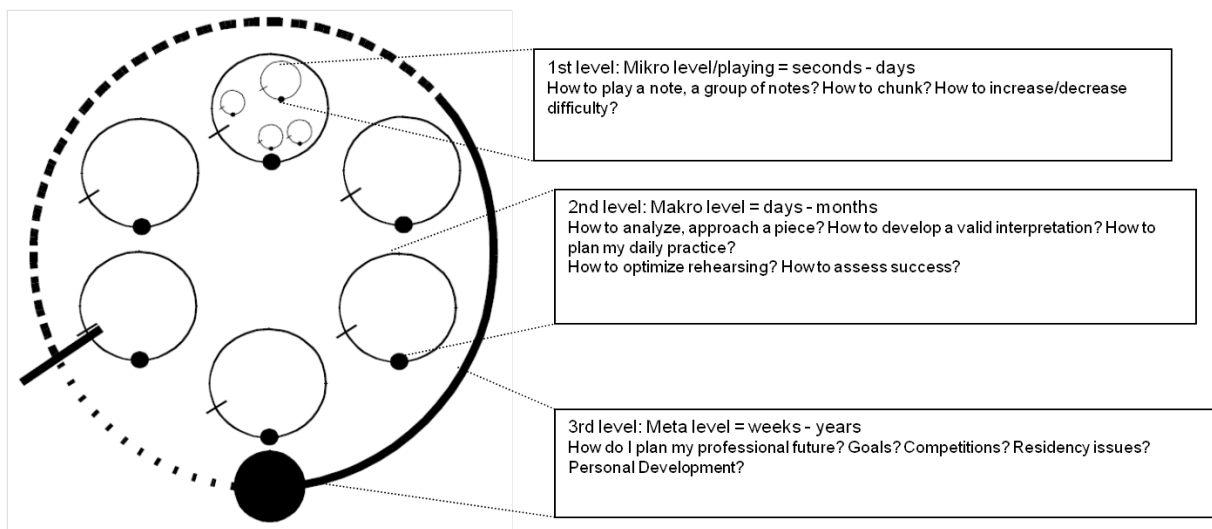 1st level: Mikro level/playing = seconds - days
How to play a note, a group of notes? How to chunk? How to increase/decrease
difficulty?
2nd level: Makro level = days - months
How to analyze, approach a piece? How to develop a valid interpretation? How to
plan my daily practice?
How to optimize rehearsing? How to assess success?
3rd level: Meta level = weeks - years
How do I plan my professional future? Goals? Competitions? Residency issues?
Personal Development?